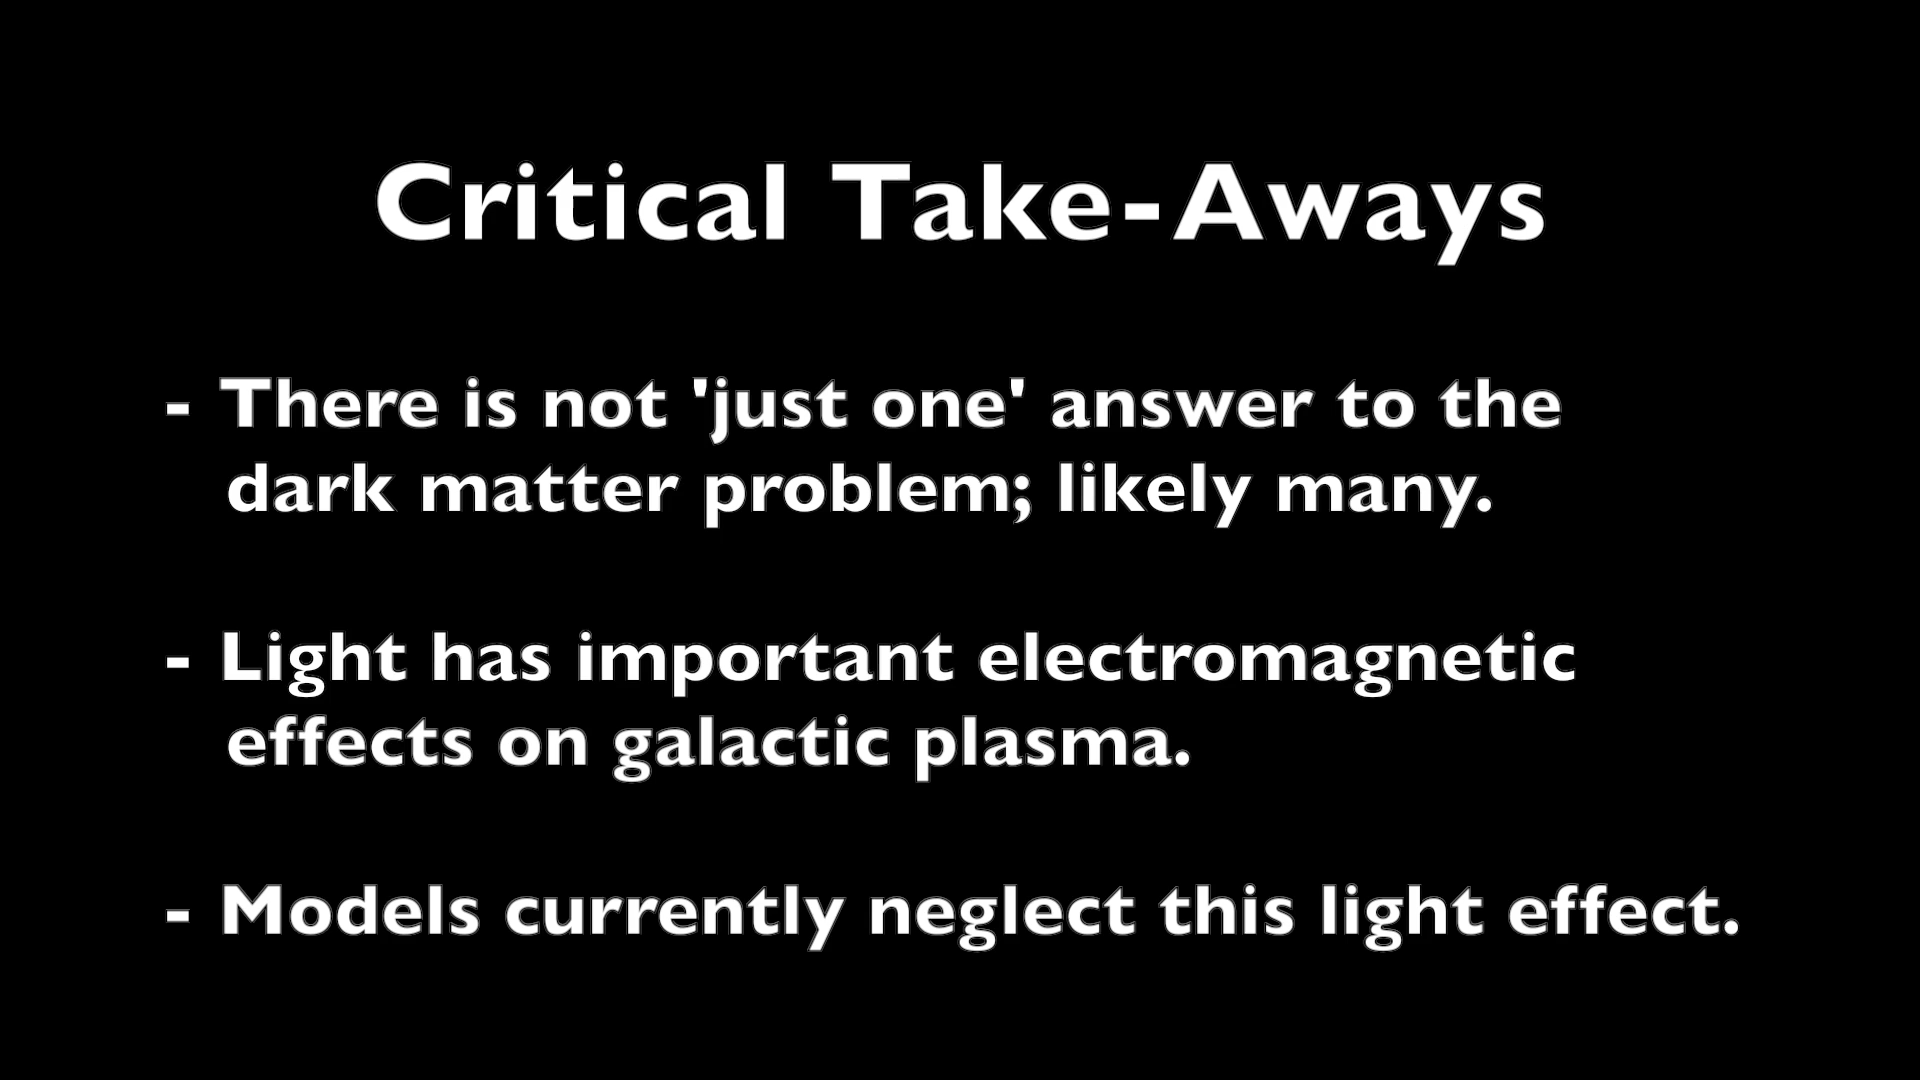 Critical Take-Aways
- There is not 'just one' answer to the
dark matter problem; likely many.
- Light has important electromagnetic
effects on galactic plasma.
- Models currently neglect this light effect.